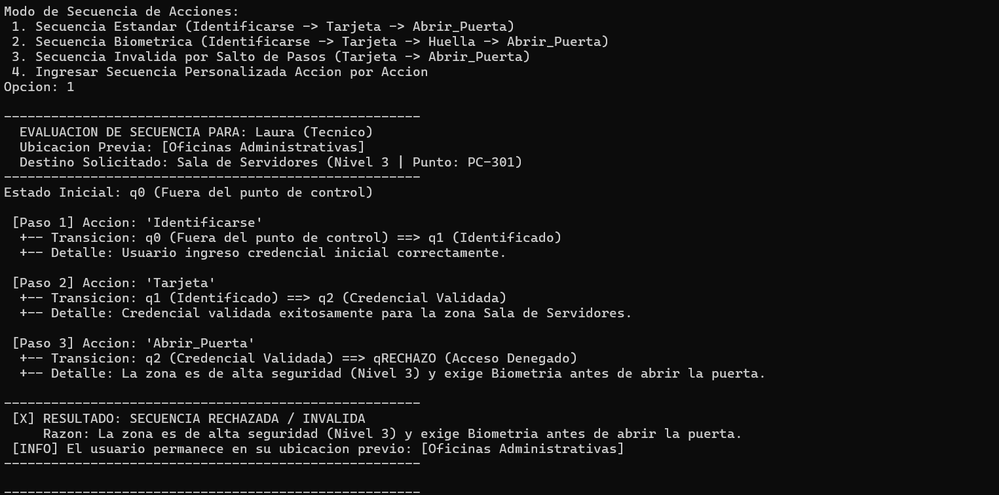 Modo de Secuencia de Acciones:
 1. Secuencia Estandar (Identificarse -> Tarjeta -> Abrir_Puerta)
 2. Secuencia Biometrica (Identificarse -> Tarjeta -> Huella -> Abrir_Puerta)
 3. Secuencia Invalida por Salto de Pasos (Tarjeta -> Abrir_Puerta)
 4. Ingresar Secuencia Personalizada Accion por Accion
Opcion: 1

-----------------------------------------------------
  EVALUACION DE SECUENCIA PARA: Laura (Tecnico)
  Ubicacion Previa: [Oficinas Administrativas]
  Destino Solicitado: Sala de Servidores (Nivel 3 | Punto: PC-301)
-----------------------------------------------------
Estado Inicial: q0 (Fuera del punto de control)

 [Paso 1] Accion: 'Identificarse'
  +-- Transicion: q0 (Fuera del punto de control) ==> q1 (Identificado)
  +-- Detalle: Usuario ingreso credencial inicial correctamente.

 [Paso 2] Accion: 'Tarjeta'
  +-- Transicion: q1 (Identificado) ==> q2 (Credencial Validada)
  +-- Detalle: Credencial validada exitosamente para la zona Sala de Servidores.

 [Paso 3] Accion: 'Abrir_Puerta'
  +-- Transicion: q2 (Credencial Validada) ==> qRECHAZO (Acceso Denegado)
  +-- Detalle: La zona es de alta seguridad (Nivel 3) y exige Biometria antes de abrir la puerta.

-----------------------------------------------------
 [X] RESULTADO: SECUENCIA RECHAZADA / INVALIDA
     Razon: La zona es de alta seguridad (Nivel 3) y exige Biometria antes de abrir la puerta.
 [INFO] El usuario permanece en su ubicacion previo: [Oficinas Administrativas]
-----------------------------------------------------

-----------------------------------------------------